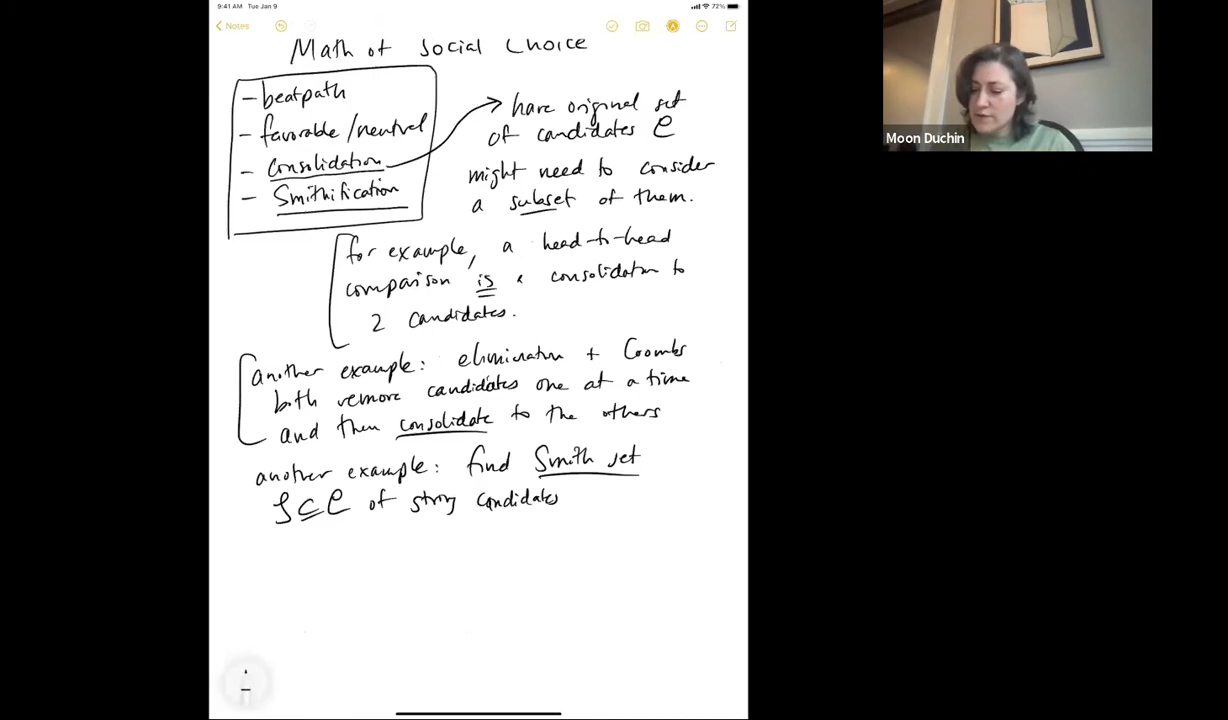 9:41 AM Tue Jan 9
72%
Notes
Math of Social Choice
- beatpath
- favorable/neutral
- Consolidation
- Smithification
have original set
of candidates C
might need to consider
a subset of them.
for example, a head-to-head
comparison is a consolidation to
2 candidates.
another example: elimination + Coombs
both remove candidates one at a time
and then consolidate to the others
another example: find Smith set
S ⊆ C of strong candidates
Moon Duchin